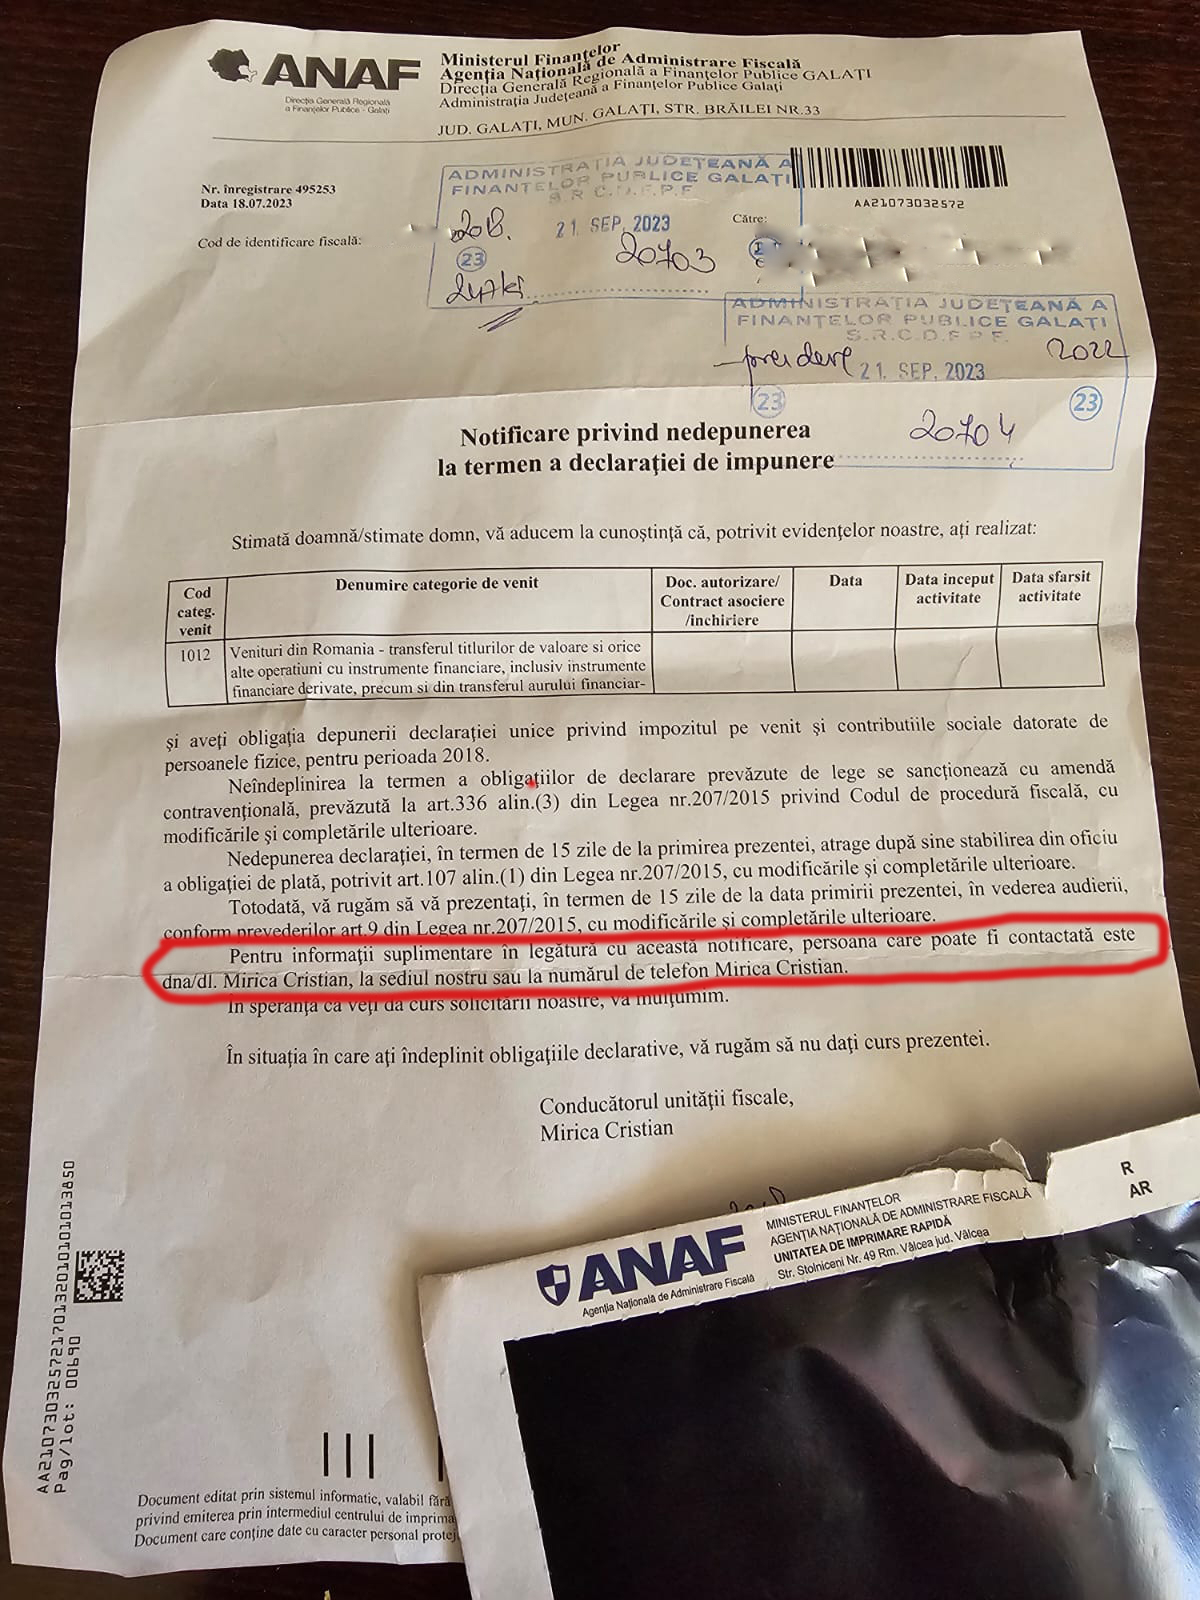 ANAF
Direcția Generală Regională
a Finanțelor Publice - Galați
Ministerul Finanțelor
Agenția Națională de Administrare Fiscală
Direcția Generală Regională a Finanțelor Publice GALAȚI
Administrația Județeană a Finanțelor Publice Galați
JUD. GALAȚI, MUN. GALAȚI, STR. BRĂILEI NR.33
Nr. înregistrare 495253
Data 18.07.2023
Cod de identificare fiscală:
ADMINISTRAȚIA JUDEȚEANĂ A
FINANȚELOR PUBLICE GALAȚI
S.R.C.D.F.P.F.
2018.
21. SEP. 2023
23
20703
AA21073032572
Către:
ADMINISTRAȚIA JUDEȚEANĂ A
FINANȚELOR PUBLICE GALAȚI
S.R.C.D.F.P.F.
2022
21. SEP. 2023
23
23
20704
Notificare privind nedepunerea
la termen a declarației de impunere
Stimată doamnă/stimate domn, vă aducem la cunoștință că, potrivit evidențelor noastre, ați realizat:
Cod categ. venit
Denumire categorie de venit
Doc. autorizare/ Contract asociere /inchiriere
Data
Data inceput activitate
Data sfarsit activitate
1012
Venituri din Romania - transferul titlurilor de valoare si orice
alte operatiuni cu instrumente financiare, inclusiv instrumente
financiare derivate, precum si din transferul aurului financiar-
și aveți obligația depunerii declarației unice privind impozitul pe venit și contributiile sociale datorate de
persoanele fizice, pentru perioada 2018.
Neîndeplinirea la termen a obligațiilor de declarare prevăzute de lege se sancționează cu amendă
contravențională, prevăzută la art.336 alin.(3) din Legea nr.207/2015 privind Codul de procedură fiscală, cu
modificările și completările ulterioare.
Nedepunerea declarației, în termen de 15 zile de la primirea prezentei, atrage după sine stabilirea din oficiu
a obligației de plată, potrivit art.107 alin.(1) din Legea nr.207/2015, cu modificările și completările ulterioare.
Totodată, vă rugăm să vă prezentați, în termen de 15 zile de la data primirii prezentei, în vederea audierii,
conform prevederilor art.9 din Legea nr.207/2015, cu modificările și completările ulterioare.
Pentru informații suplimentare în legătură cu această notificare, persoana care poate fi contactată este
dna/dl. Mirica Cristian, la sediul nostru sau la numărul de telefon Mirica Cristian.
În speranța că veți da curs solicitării noastre, vă mulțumim.
În situația în care ați îndeplinit obligațiile declarative, vă rugăm să nu dați curs prezentei.
Conducătorul unității fiscale,
Mirica Cristian
AA21073032572170132010101013850
Pag/lot: 00690
Document editat prin sistemul informatic, valabil fără
privind emiterea prin intermediul centrului de imprima
Document care conține date cu caracter personal protej
ANAF
Agenția Națională de Administrare Fiscală
MINISTERUL FINANȚELOR
AGENȚIA NAȚIONALĂ DE ADMINISTRARE FISCALĂ
UNITATEA DE IMPRIMARE RAPIDĂ
Str. Stolniceni Nr. 49 Rm. Vâlcea jud. Vâlcea
R
AR